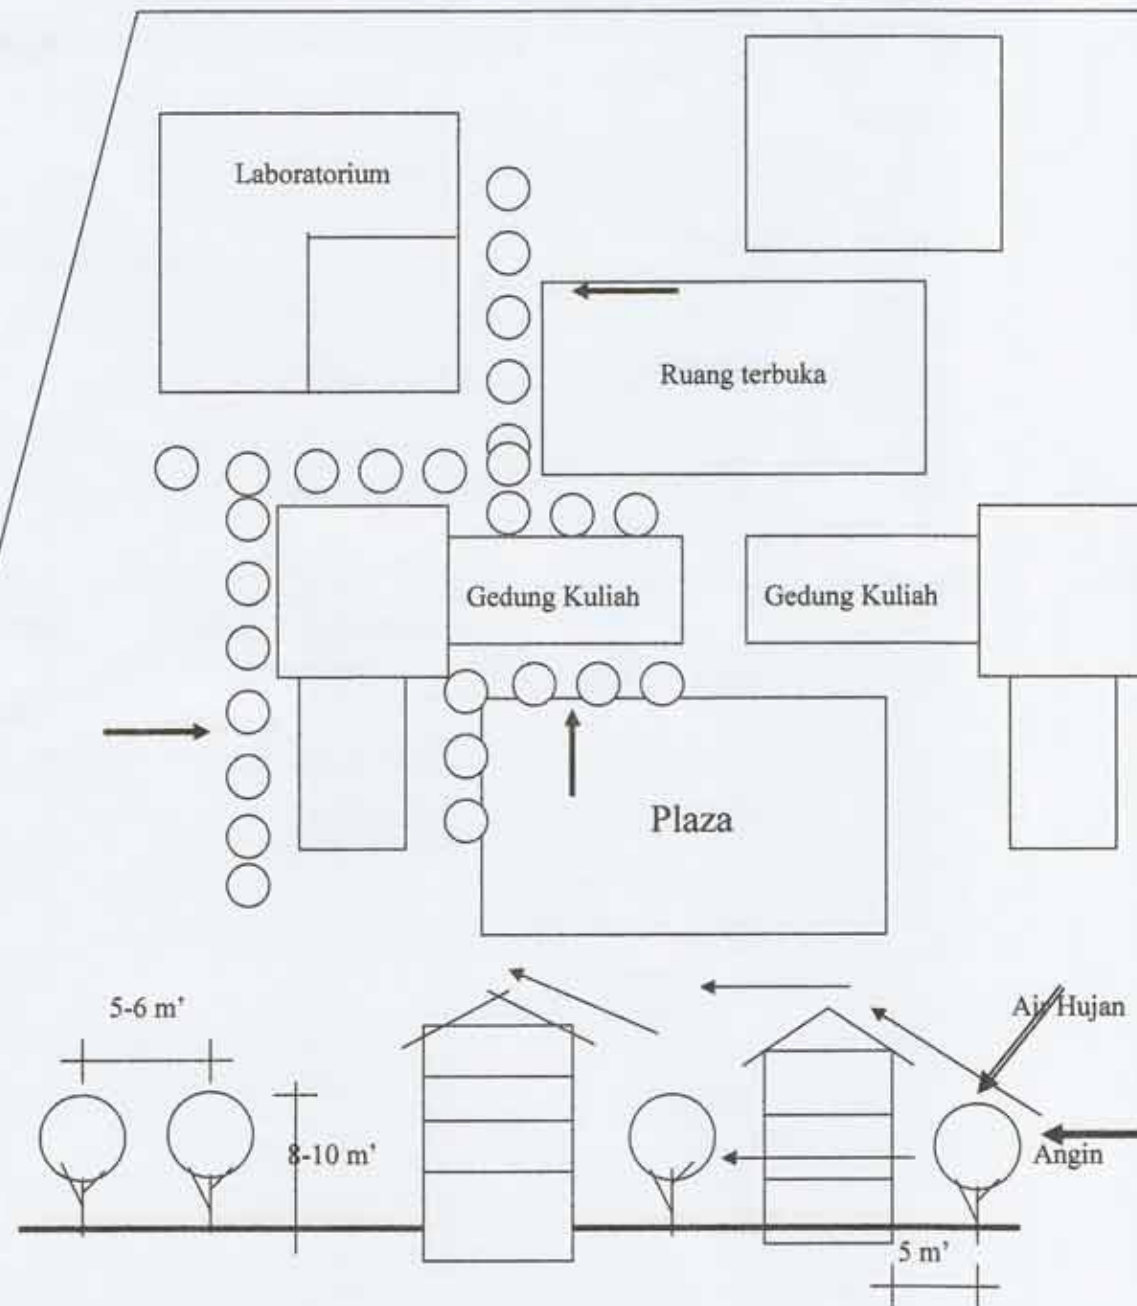 Laboratorium
Ruang terbuka
Gedung Kuliah
Gedung Kuliah
Plaza
5-6 m’
Air Hujan
8-10 m’
Angin
5 m’